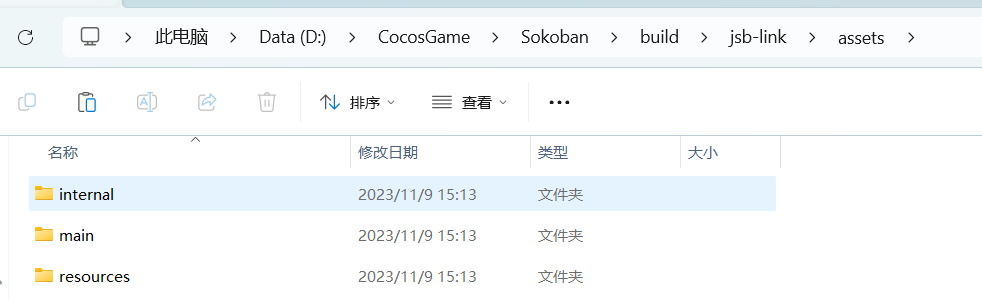 此电脑 > Data (D:) > CocosGame > Sokoban > build > jsb-link > assets >
排序 查看
名称 修改日期 类型 大小
internal 2023/11/9 15:13 文件夹
main 2023/11/9 15:13 文件夹
resources 2023/11/9 15:13 文件夹